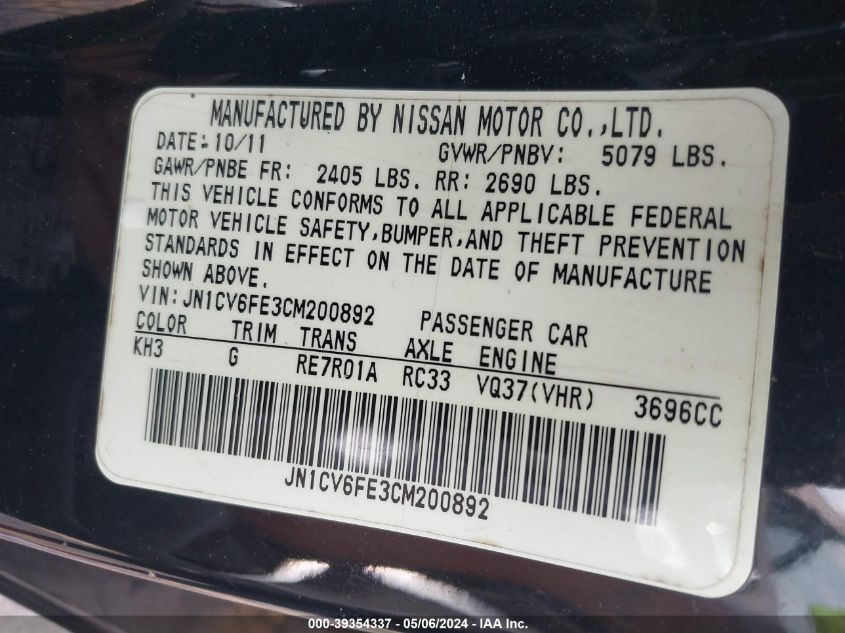 MANUFACTURED BY NISSAN MOTOR CO.,LTD.
DATE:10/11 GVWR/PNBV: 5079 LBS.
GAWR/PNBE FR: 2405 LBS. RR: 2690 LBS.
THIS VEHICLE CONFORMS TO ALL APPLICABLE FEDERAL
MOTOR VEHICLE SAFETY,BUMPER,AND THEFT PREVENTION
STANDARDS IN EFFECT ON THE DATE OF MANUFACTURE
SHOWN ABOVE.
VIN:JN1CV6FE3CM200892 PASSENGER CAR
COLOR TRIM TRANS AXLE ENGINE
KH3 G RE7R01A RC33 VQ37(VHR) 3696CC
JN1CV6FE3CM200892
000-39354337 - 05/06/2024 - IAA Inc.